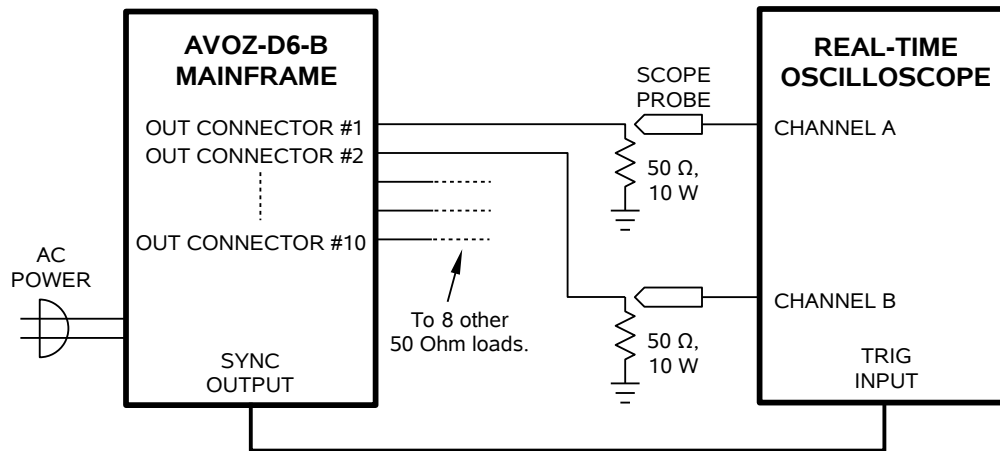 AVOZ-D6-B
MAINFRAME
OUT CONNECTOR #1
OUT CONNECTOR #2
OUT CONNECTOR #10
AC
POWER
SYNC
OUTPUT
To 8 other
50 Ohm loads.
SCOPE
PROBE
50 Ω,
10 W
50 Ω,
10 W
REAL-TIME
OSCILLOSCOPE
CHANNEL A
CHANNEL B
TRIG
INPUT